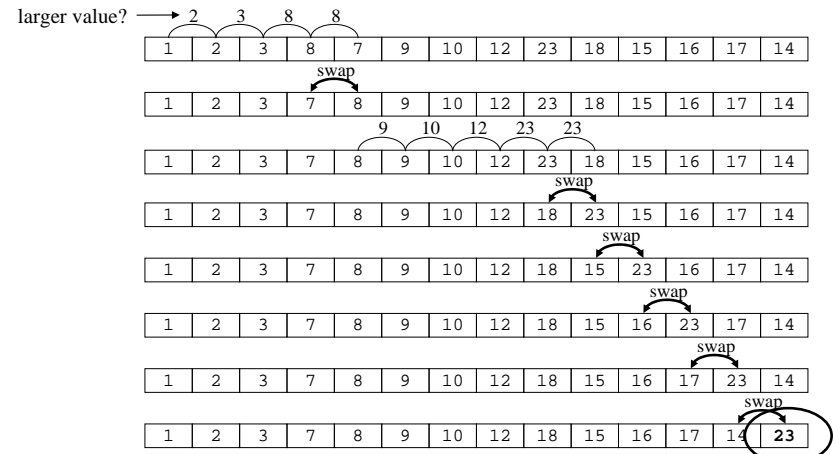 larger value? 2 3 8 8
1 2 3 8 7 9 10 12 23 18 15 16 17 14
swap
1 2 3 7 8 9 10 12 23 18 15 16 17 14
9 10 12 23 23
1 2 3 7 8 9 10 12 23 18 15 16 17 14
swap
1 2 3 7 8 9 10 12 18 23 15 16 17 14
swap
1 2 3 7 8 9 10 12 18 15 23 16 17 14
swap
1 2 3 7 8 9 10 12 18 15 16 23 17 14
swap
1 2 3 7 8 9 10 12 18 15 16 17 23 14
swap
1 2 3 7 8 9 10 12 18 15 16 17 14 23